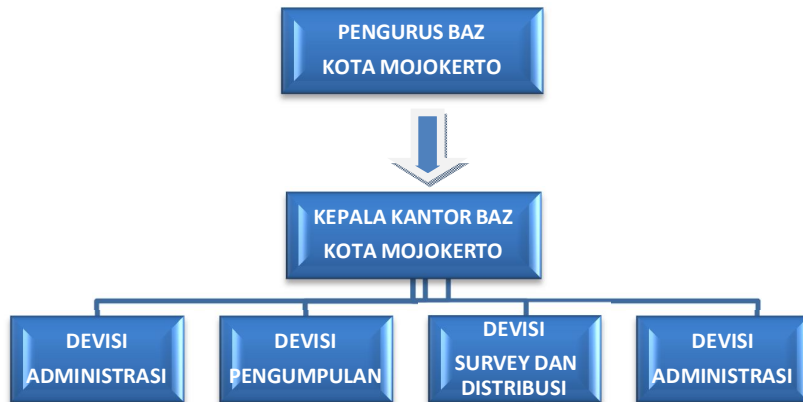 PENGURUS BAZ
KOTA MOJOKERTO
KEPALA KANTOR BAZ
KOTA MOJOKERTO
DEVISI
ADMINISTRASI
DEVISI
PENGUMPULAN
DEVISI
SURVEY DAN
DISTRIBUSI
DEVISI
ADMINISTRASI